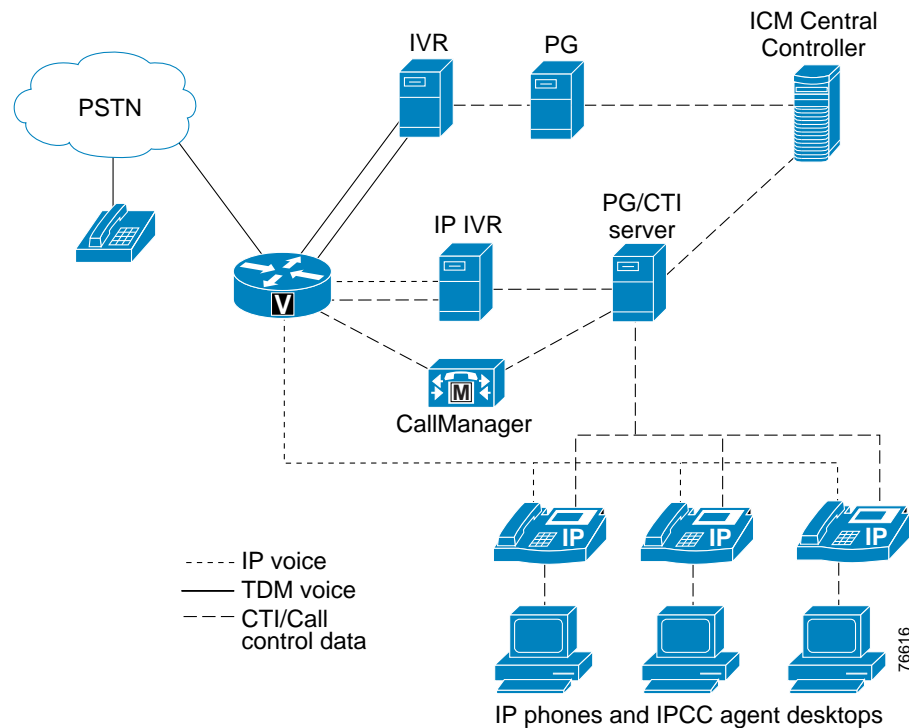 IVR
PG
ICM Central
Controller
PSTN
PG/CTI
server
IP IVR
V
M
CallManager
IP
IP
IP
IP voice
TDM voice
CTI/Call
control data
76616
IP phones and IPCC agent desktops